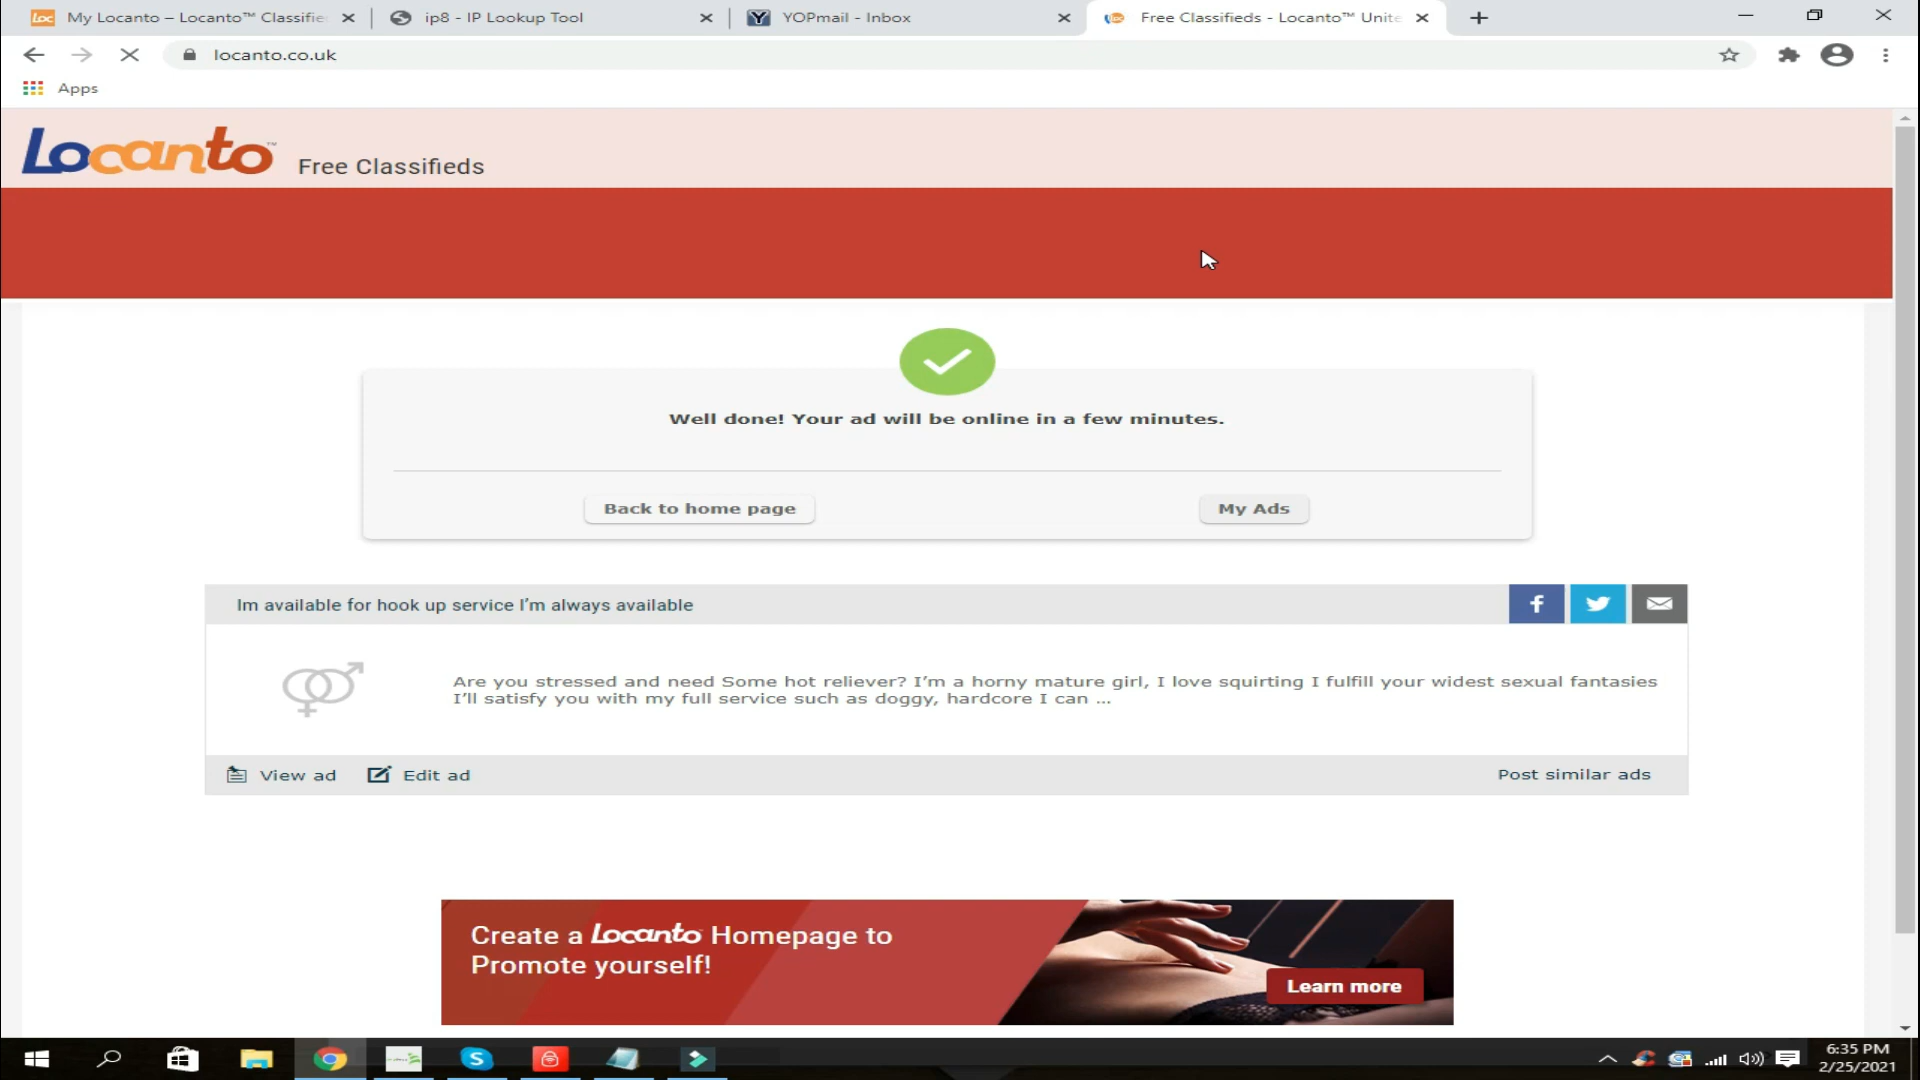 My Locanto – Locanto™ Classifie
ip8 - IP Lookup Tool
YOPmail - Inbox
Free Classifieds - Locanto™ Unite
locanto.co.uk
Apps
Locanto™ Free Classifieds
Well done! Your ad will be online in a few minutes.
Back to home page
My Ads
Im available for hook up service I'm always available
Are you stressed and need Some hot reliever? I'm a horny mature girl, I love squirting I fulfill your widest sexual fantasies
I'll satisfy you with my full service such as doggy, hardcore I can ...
View ad
Edit ad
Post similar ads
Create a Locanto Homepage to
Promote yourself!
Learn more
6:35 PM
2/25/2021